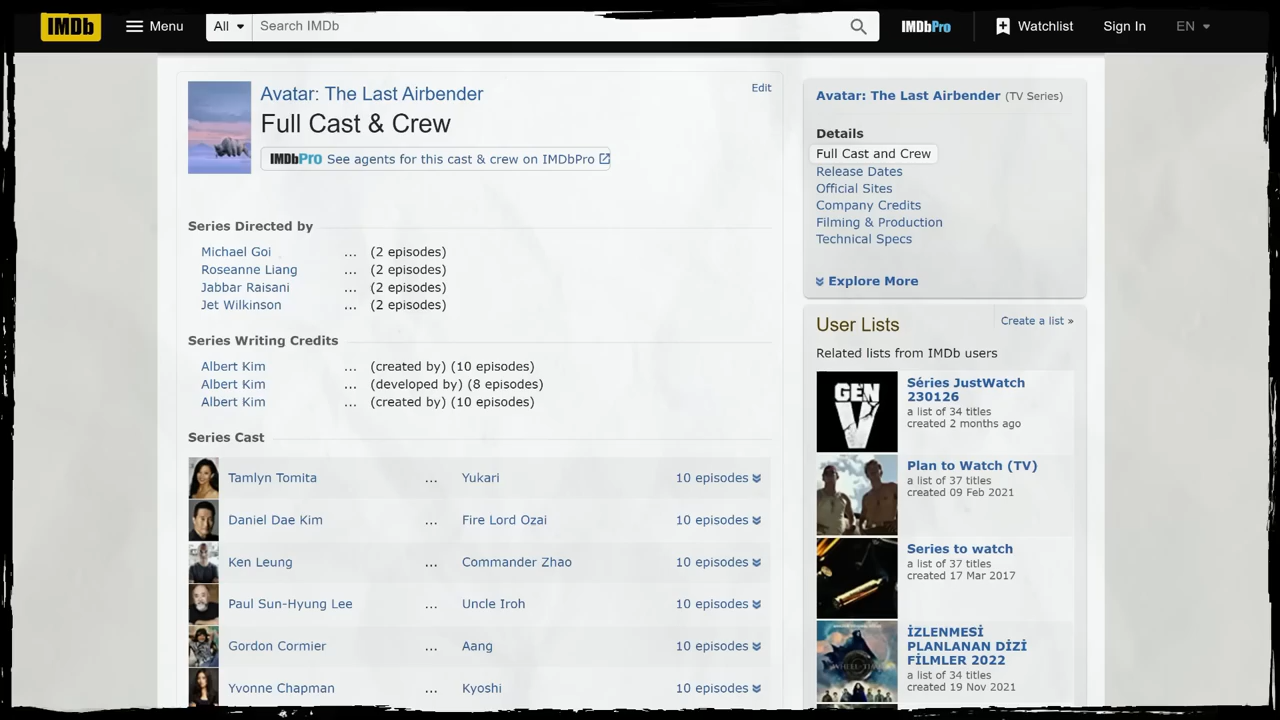 IMDb
Menu
All
Search IMDb
IMDbPro
Watchlist
Sign In
EN
Avatar: The Last Airbender
Edit
Full Cast & Crew
IMDbPro See agents for this cast & crew on IMDbPro
Series Directed by
Michael Goi ... (2 episodes)
Roseanne Liang ... (2 episodes)
Jabbar Raisani ... (2 episodes)
Jet Wilkinson ... (2 episodes)
Series Writing Credits
Albert Kim ... (created by) (10 episodes)
Albert Kim ... (developed by) (8 episodes)
Albert Kim ... (created by) (10 episodes)
Series Cast
Tamlyn Tomita ... Yukari 10 episodes
Daniel Dae Kim ... Fire Lord Ozai 10 episodes
Ken Leung ... Commander Zhao 10 episodes
Paul Sun-Hyung Lee ... Uncle Iroh 10 episodes
Gordon Cormier ... Aang 10 episodes
Yvonne Chapman ... Kyoshi 10 episodes
Avatar: The Last Airbender (TV Series)
Details
Full Cast and Crew
Release Dates
Official Sites
Company Credits
Filming & Production
Technical Specs
Explore More
User Lists
Create a list »
Related lists from IMDb users
GEN
V
Séries JustWatch
230126
a list of 34 titles
created 2 months ago
Plan to Watch (TV)
a list of 37 titles
created 09 Feb 2021
Series to watch
a list of 37 titles
created 17 Mar 2017
İZLENMESİ
PLANLANAN DİZİ
FİLMLER 2022
a list of 34 titles
created 19 Nov 2021